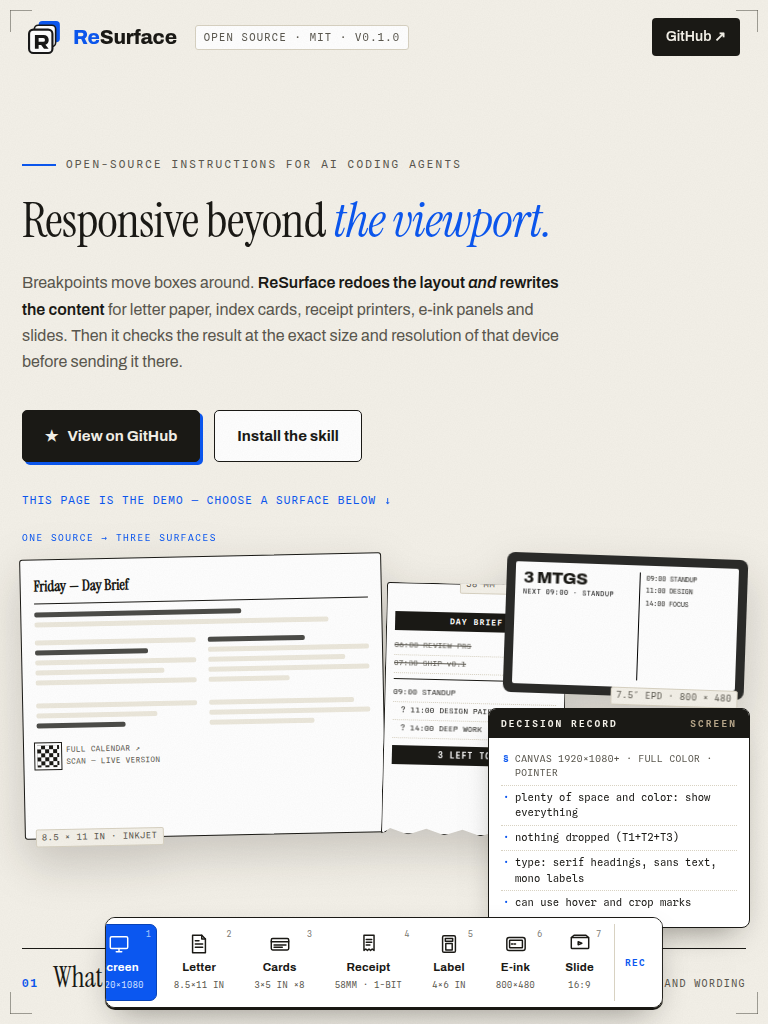 R ReSurface OPEN SOURCE · MIT · V0.1.0 GitHub ↗
OPEN-SOURCE INSTRUCTIONS FOR AI CODING AGENTS
Responsive beyond the viewport.
Breakpoints move boxes around. ReSurface redoes the layout and rewrites
the content for letter paper, index cards, receipt printers, e-ink panels and
slides. Then it checks the result at the exact size and resolution of that device
before sending it there.
★ View on GitHub
Install the skill
THIS PAGE IS THE DEMO — CHOOSE A SURFACE BELOW ↓
ONE SOURCE → THREE SURFACES
Friday — Day Brief
FULL CALENDAR ↗
SCAN — LIVE VERSION
8.5 × 11 IN · INKJET
DAY BRIEF
06:00 REVIEW PRS
07:30 SHIP v0.1
09:00 STANDUP
? 11:00 DESIGN
? 14:00 DEEP WORK
3 LEFT
3 MTGS
NEXT 09:00 · STANDUP
09:00 STANDUP
11:00 DESIGN
14:00 FOCUS
7.5″ EPD · 800 × 480
DECISION RECORD SCREEN
§ CANVAS 1920×1080+ · FULL COLOR ·
POINTER
· plenty of space and color: show
everything
· nothing dropped (T1+T2+T3)
· type: serif headings, sans text,
mono labels
· can use hover and crop marks
01 What
AND WORDING
1
creen
20×1080
2
Letter
8.5×11 IN
3
Cards
3×5 IN ×8
4
Receipt
58MM · 1-BIT
5
Label
4×6 IN
6
E-ink
800×480
7
Slide
16:9
REC